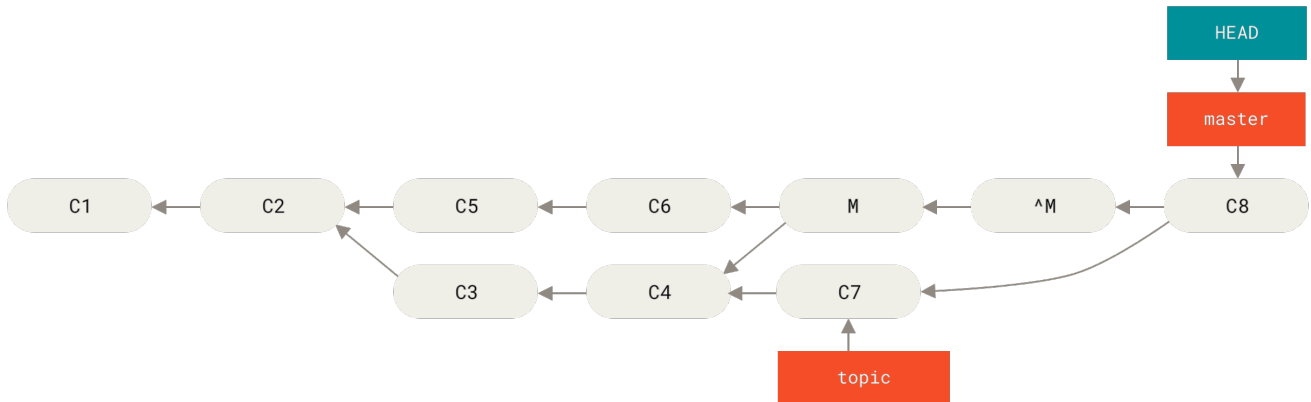 HEAD
master
C1 C2 C5 C6 M ^M C8
C3 C4 C7
topic